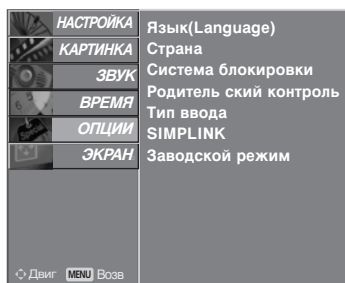 НАСТРОЙКА
КАРТИНКА
ЗВУК
ВРЕМЯ
ОПЦИИ
ЭКРАН
Язык(Language)
Страна
Система блокировки
Родитель ский контроль
Тип ввода
SIMPLINK
Заводской режим
Двиг MENU Возв